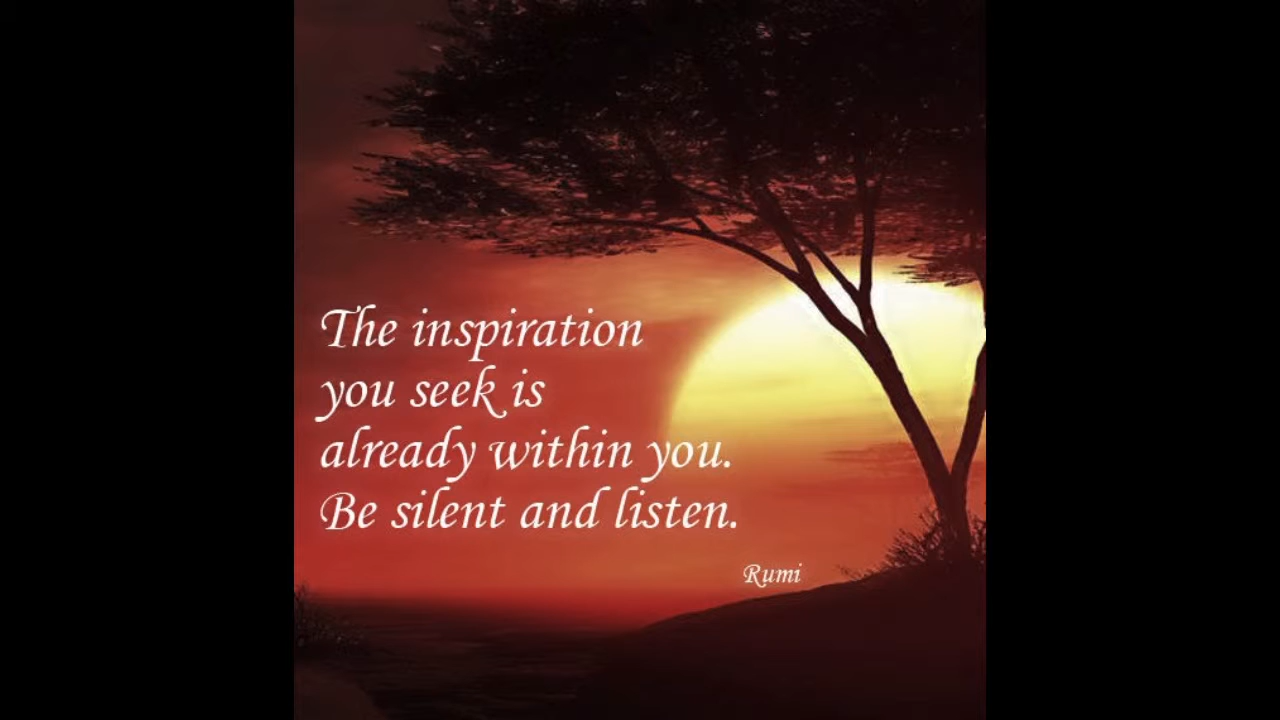 The inspiration
you seek is
already within you.
Be silent and listen.
Rumi